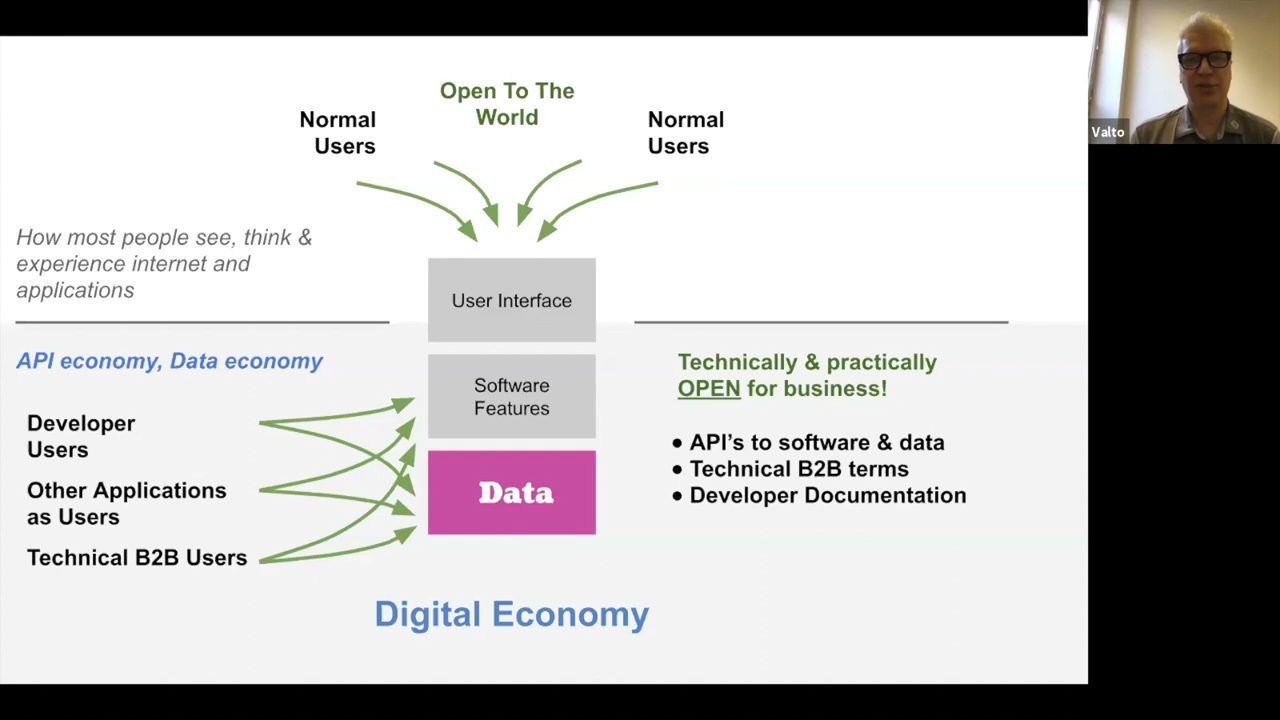 Open To The
World
Normal
Users
Normal
Users
How most people see, think &
experience internet and
applications
User Interface
API economy, Data economy
Software
Features
Technically & practically
OPEN for business!
Developer
Users
Other Applications
as Users
Technical B2B Users
Data
● API’s to software & data
● Technical B2B terms
● Developer Documentation
Digital Economy
Valto